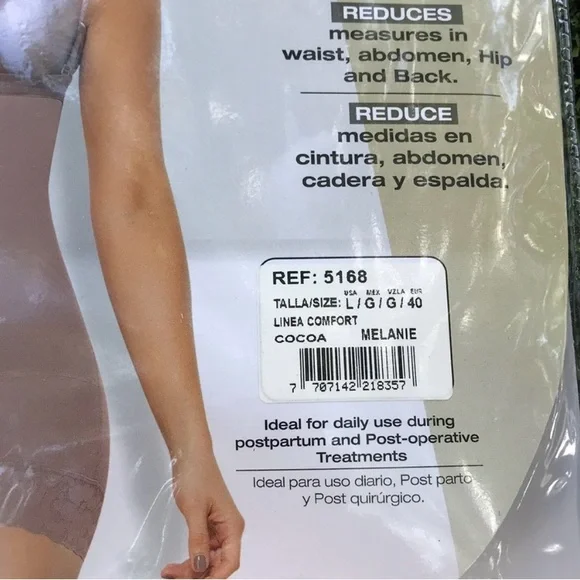 REDUCES
measures in
waist, abdomen, Hip
and Back.
REDUCE
medidas en
cintura, abdomen,
cadera y espalda.
REF: 5168
USA MEX VZLA EUR
TALLA/SIZE: L / G / G / 40
LINEA COMFORT
COCOA MELANIE
7 707142 218357
Ideal for daily use during
postpartum and Post-operative
Treatments
Ideal para uso diario, Post parto
y Post quirúrgico.